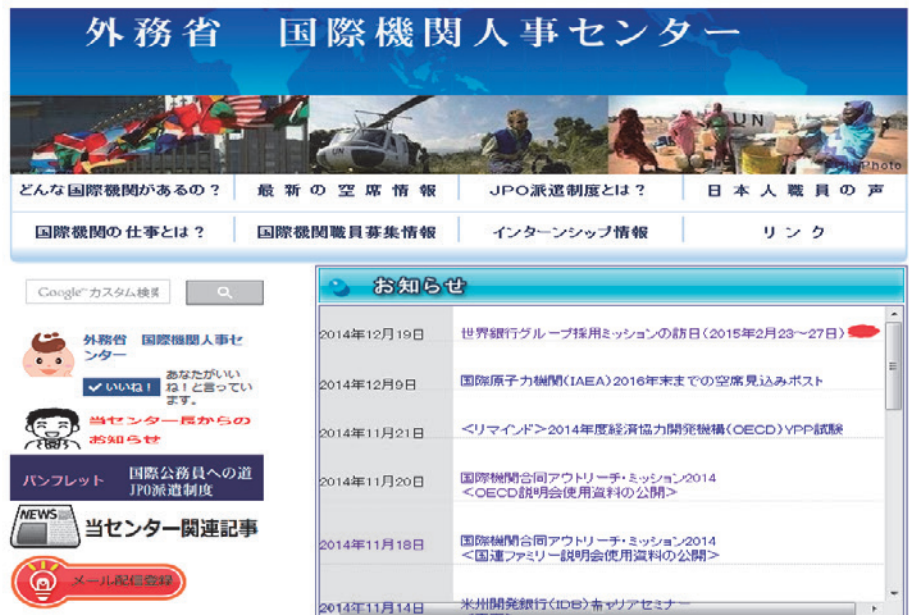 外務省 国際機関人事センター
UN
UN
Photo
どんな国際機関があるの？ 最新の空席情報 JPO派遣制度とは？ 日本人職員の声
国際機関の仕事とは？ 国際機関職員募集情報 インターンシップ情報 リンク
Google カスタム検索
お知らせ
外務省 国際機関人事センター
いいね！
あなたがいいね！と言っています。
当センター長からの
お知らせ
パンフレット
国際公務員への道
JPO派遣制度
NEWS
当センター関連記事
メール配信登録
2014年12月19日 世界銀行グループ採用ミッションの訪日(2015年2月23～27日)
2014年12月9日 国際原子力機関(IAEA)2016年末までの空席見込みポスト
2014年11月21日 <リマインド>2014年度経済協力開発機構(OECD)YPP試験
2014年11月20日 国際機関合同アウトリーチ・ミッション2014
<OECD説明会使用資料の公開>
2014年11月18日 国際機関合同アウトリーチ・ミッション2014
<国連ファミリー説明会使用資料の公開>
2014年11月14日 米州開発銀行(IDB)キャリアセミナー